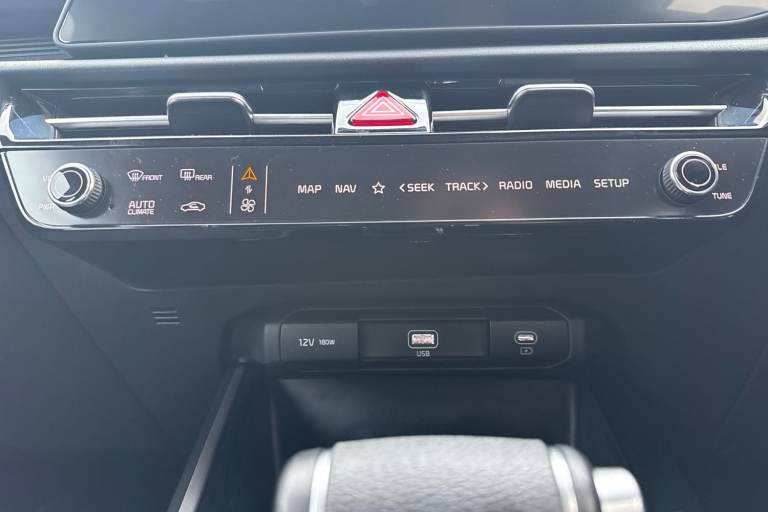 FRONT REAR
MAP NAV <SEEK TRACK> RADIO MEDIA SETUP
AUTO
CLIMATE
PWR
TUNE
12V 180W
USB